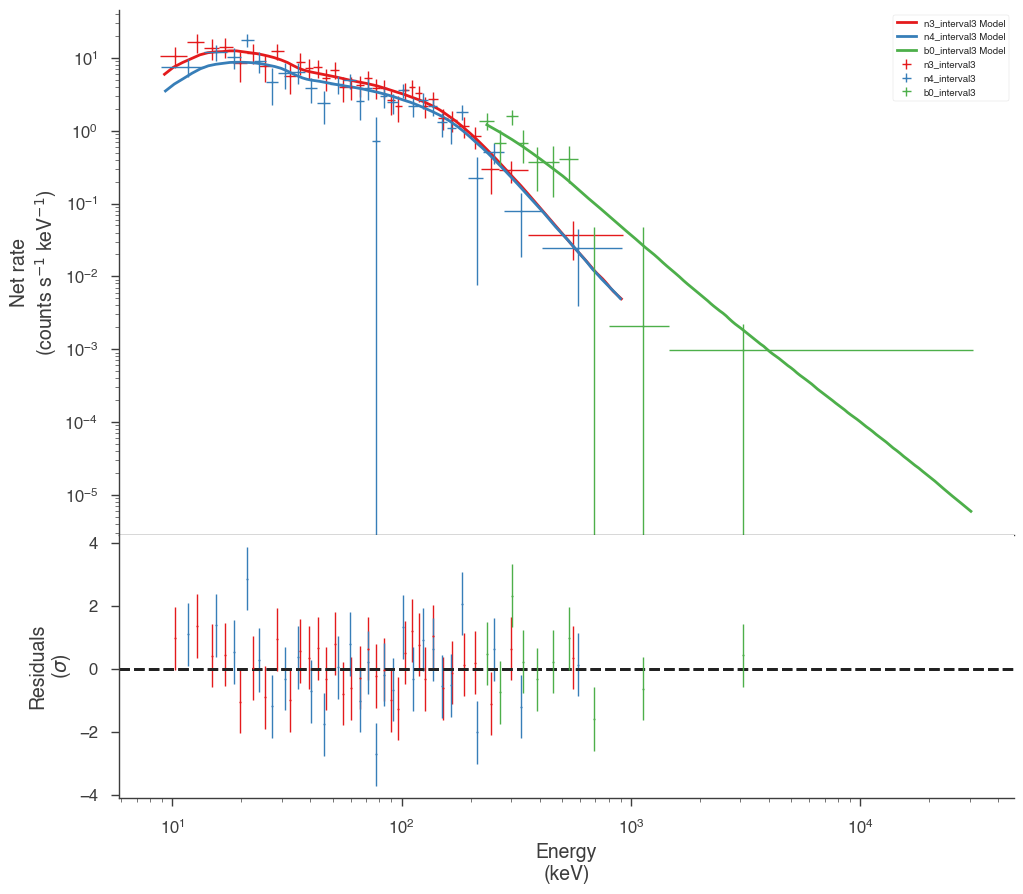 n3_interval3 Model
n4_interval3 Model
b0_interval3 Model
n3_interval3
n4_interval3
b0_interval3
Net rate
(counts s⁻¹ keV⁻¹)
10¹
10⁰
10⁻¹
10⁻²
10⁻³
10⁻⁴
10⁻⁵
Residuals
(σ)
4
2
0
−2
−4
10¹ 10² 10³ 10⁴
Energy
(keV)